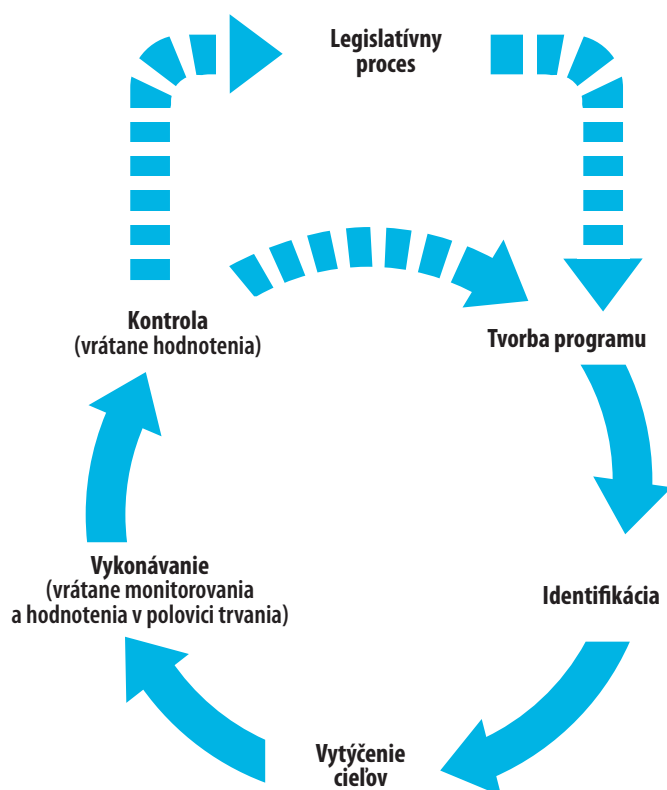 Legislatívny
proces
Kontrola
(vrátane hodnotenia)
Tvorba programu
Vykonávanie
(vrátane monitorovania
a hodnotenia v polovici trvania)
Identifikácia
Vytýčenie
cieľov